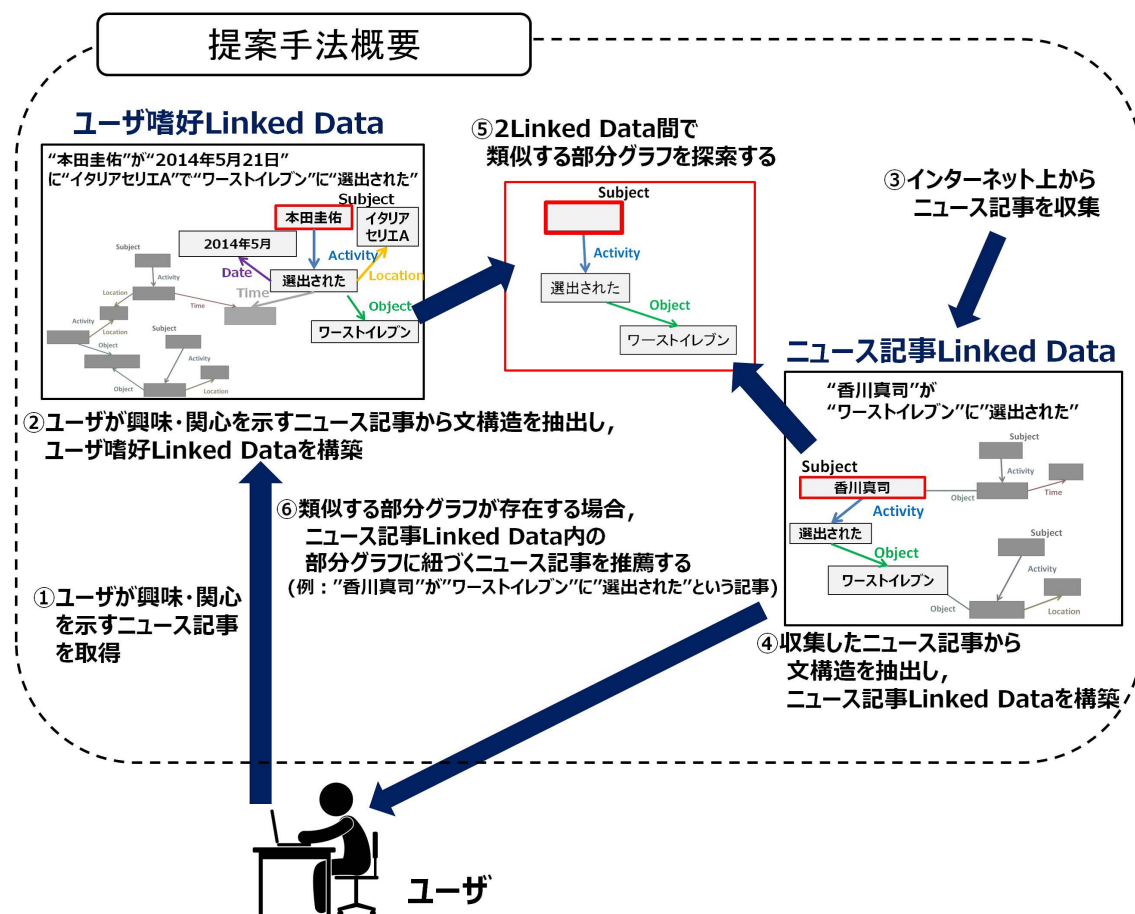 提案手法概要
ユーザ嗜好Linked Data
“本田圭佑”が“2014年5月21日”
に“イタリアセリエA”で“ワーストイレブン”に“選出された”
Subject
本田圭佑
イタリア
セリエA
2014年5月
Activity
Date
選出された
Location
Time
Object
ワーストイレブン
Subject
Activity
Location
Time
Activity
Location
Subject
Object
Activity
Object
Location
②ユーザが興味・関心を示すニュース記事から文構造を抽出し,
ユーザ嗜好Linked Dataを構築
⑤2Linked Data間で
類似する部分グラフを探索する
Subject
Activity
選出された
Object
ワーストイレブン
③インターネット上から
ニュース記事を収集
ニュース記事Linked Data
“香川真司”が
“ワーストイレブン”に“選出された”
Subject
Subject
Activity
香川真司
Object
Time
Activity
選出された
Subject
Object
Activity
ワーストイレブン
Object
Location
④収集したニュース記事から
文構造を抽出し,
ニュース記事Linked Dataを構築
⑥類似する部分グラフが存在する場合,
ニュース記事Linked Data内の
部分グラフに紐づくニュース記事を推薦する
(例：”香川真司”が”ワーストイレブン”に”選出された”という記事)
①ユーザが興味・関心
を示すニュース記事
を取得
ユーザ